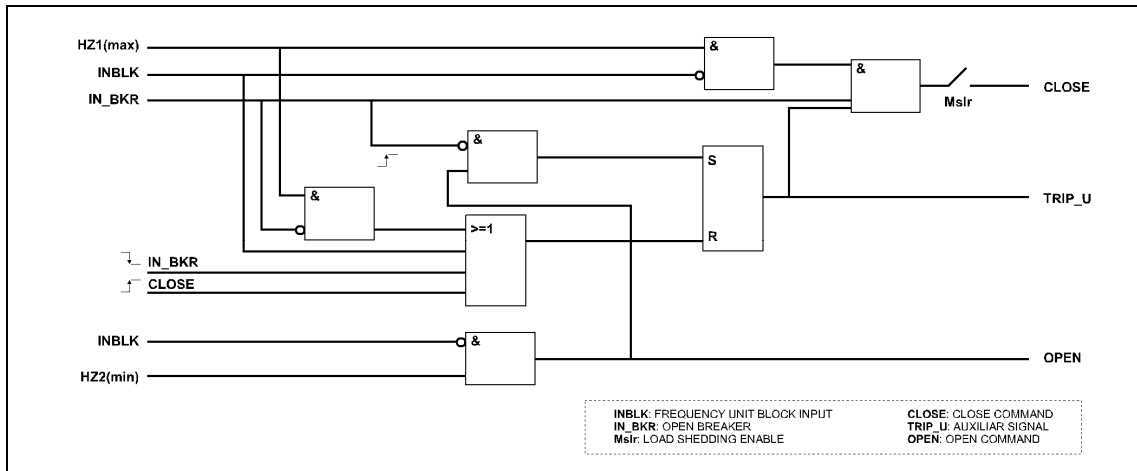 HZ1(max)
INBLK
IN_BKR
&
&
Mslr
CLOSE
&
S
R
TRIP_U
&
>=1
IN_BKR
CLOSE
INBLK
HZ2(min)
&
OPEN
INBLK: FREQUENCY UNIT BLOCK INPUT
IN_BKR: OPEN BREAKER
Mslr: LOAD SHEDDING ENABLE
CLOSE: CLOSE COMMAND
TRIP_U: AUXILIAR SIGNAL
OPEN: OPEN COMMAND